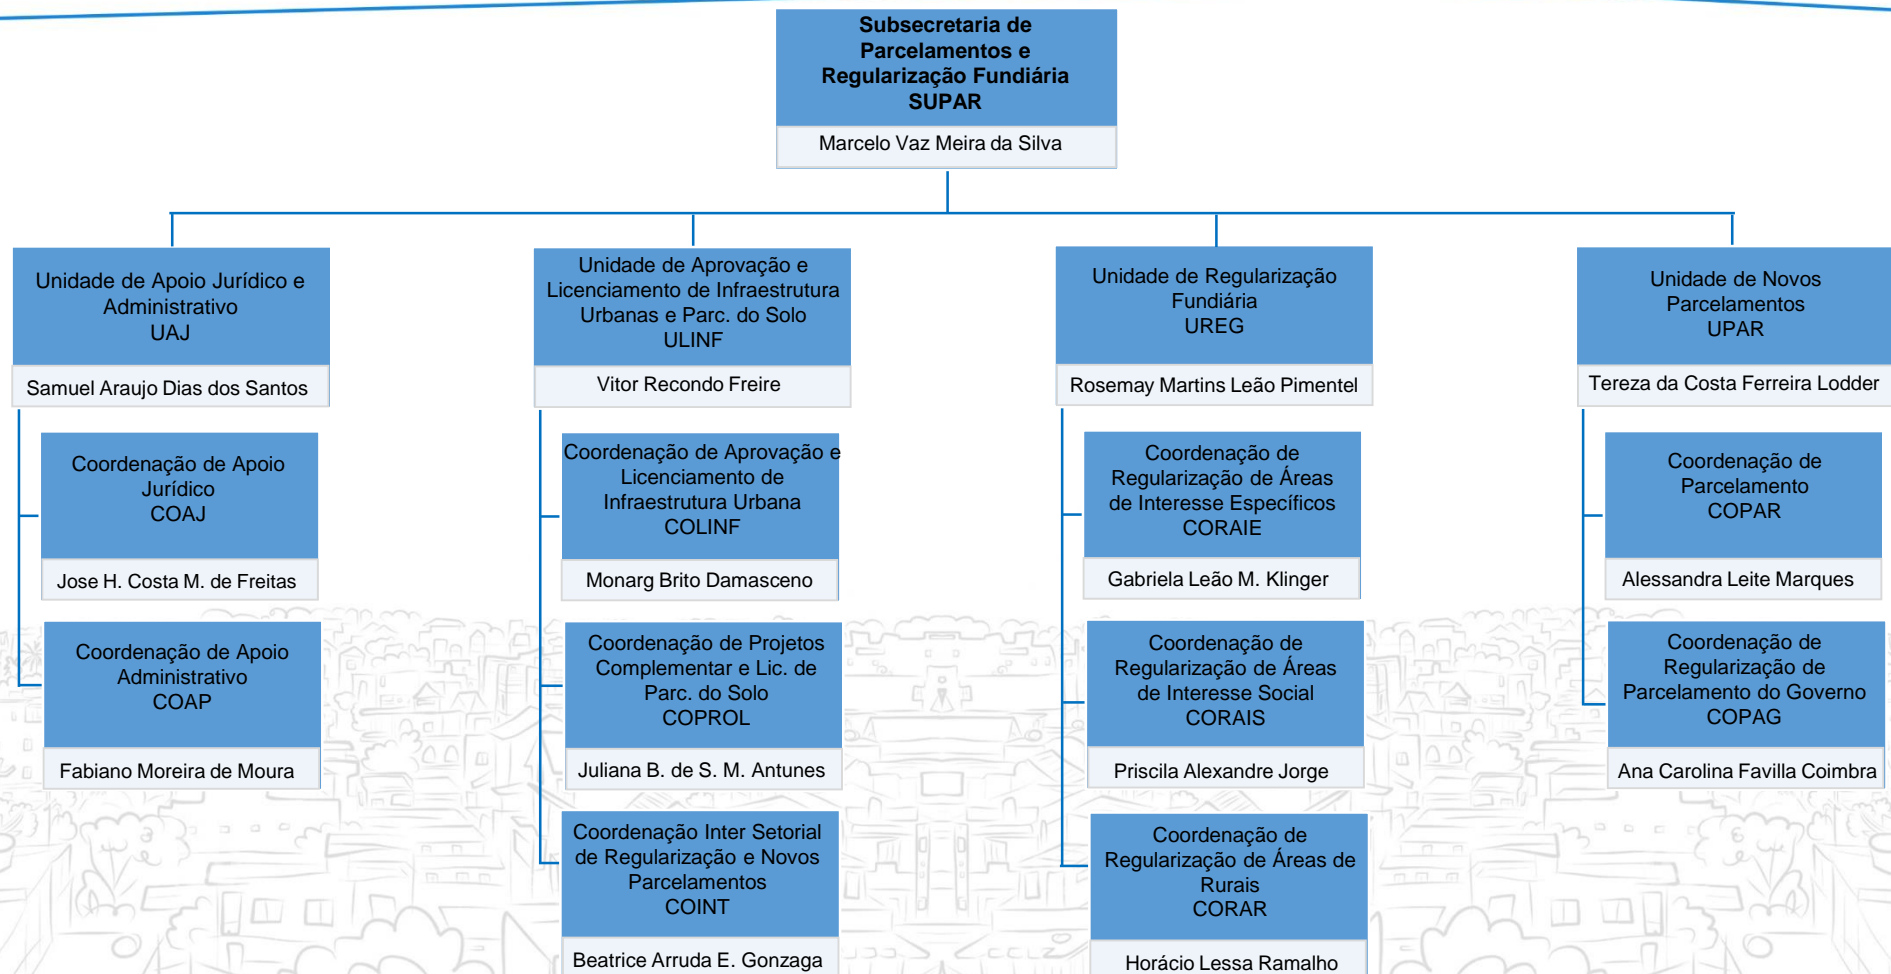 Subsecretaria de
Parcelamentos e
Regularização Fundiária
SUPAR
Marcelo Vaz Meira da Silva
Unidade de Apoio Jurídico e
Administrativo
UAJ
Samuel Araujo Dias dos Santos
Coordenação de Apoio
Jurídico
COAJ
Jose H. Costa M. de Freitas
Coordenação de Apoio
Administrativo
COAP
Fabiano Moreira de Moura
Unidade de Aprovação e
Licenciamento de Infraestrutura
Urbanas e Parc. do Solo
ULINF
Vitor Recondo Freire
Coordenação de Aprovação e
Licenciamento de
Infraestrutura Urbana
COLINF
Monarg Brito Damasceno
Coordenação de Projetos
Complementar e Lic. de
Parc. do Solo
COPROL
Juliana B. de S. M. Antunes
Coordenação Inter Setorial
de Regularização e Novos
Parcelamentos
COINT
Beatrice Arruda E. Gonzaga
Unidade de Regularização
Fundiária
UREG
Rosemay Martins Leão Pimentel
Coordenação de
Regularização de Áreas
de Interesse Específicos
CORAIE
Gabriela Leão M. Klinger
Coordenação de
Regularização de Áreas
de Interesse Social
CORAIS
Priscila Alexandre Jorge
Coordenação de
Regularização de Áreas de
Rurais
CORAR
Horácio Lessa Ramalho
Unidade de Novos
Parcelamentos
UPAR
Tereza da Costa Ferreira Lodder
Coordenação de
Parcelamento
COPAR
Alessandra Leite Marques
Coordenação de
Regularização de
Parcelamento do Governo
COPAG
Ana Carolina Favilla Coimbra